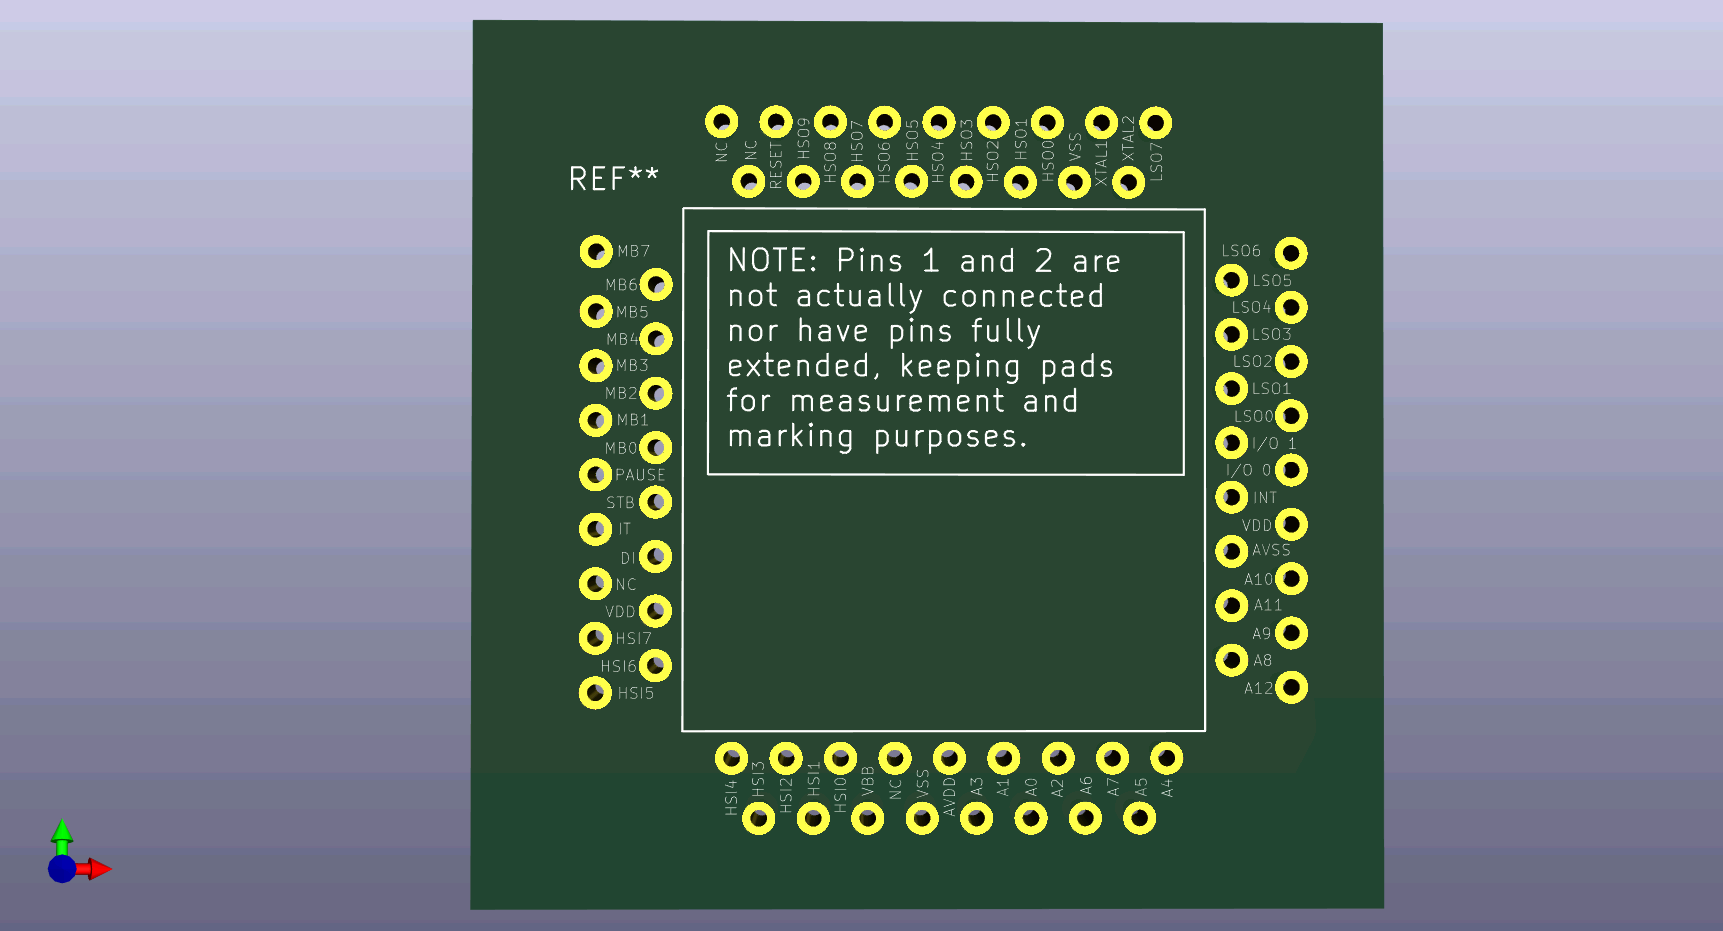 NC
NC
RESET
HSO9
HSO8
HSO7
HSO6
HSO5
HSO4
HSO3
HSO2
HSO1
HSO0
VSS
XTAL1
XTAL2
LSO7
REF**
NOTE: Pins 1 and 2 are
not actually connected
nor have pins fully
extended, keeping pads
for measurement and
marking purposes.
MB7
MB6
MB5
MB4
MB3
MB2
MB1
MB0
PAUSE
STB
IT
DI
NC
VDD
HSI7
HSI6
HSI5
LSO6
LSO5
LSO4
LSO3
LSO2
LSO1
LSO0
I/O 1
I/O 0
INT
VDD
AVSS
A10
A11
A9
A8
A12
HSI4
HSI3
HSI2
HSI1
HSI0
VBB
NC
VSS
AVDD
A3
A1
A0
A2
A6
A7
A5
A4